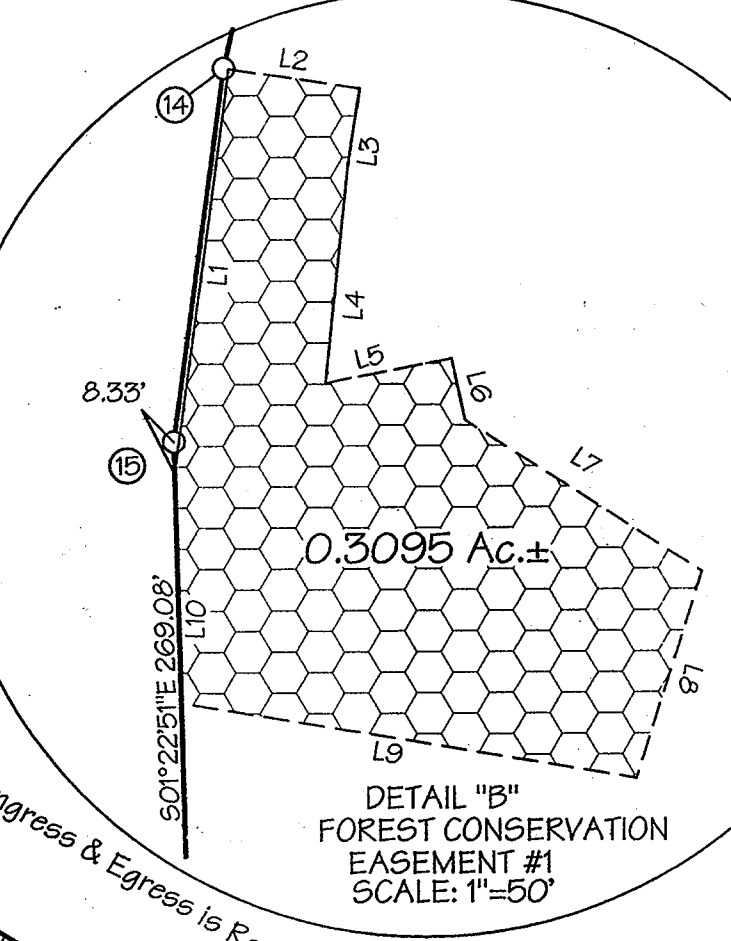 L2
14
L3
L1
L4
L5
L6
8.33'
15
L7
0.3095 Ac.±
S01°22'51"E 269.08'
L10
L8
L9
DETAIL "B"
FOREST CONSERVATION
EASEMENT #1
SCALE: 1"=50'
ngress & Egress is R